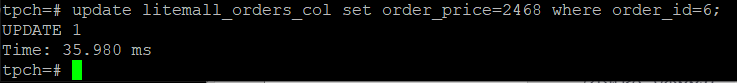 tpch=# update litemall_orders_col set order_price=2468 where order_id=6;
UPDATE 1
Time: 35.980 ms
tpch=#